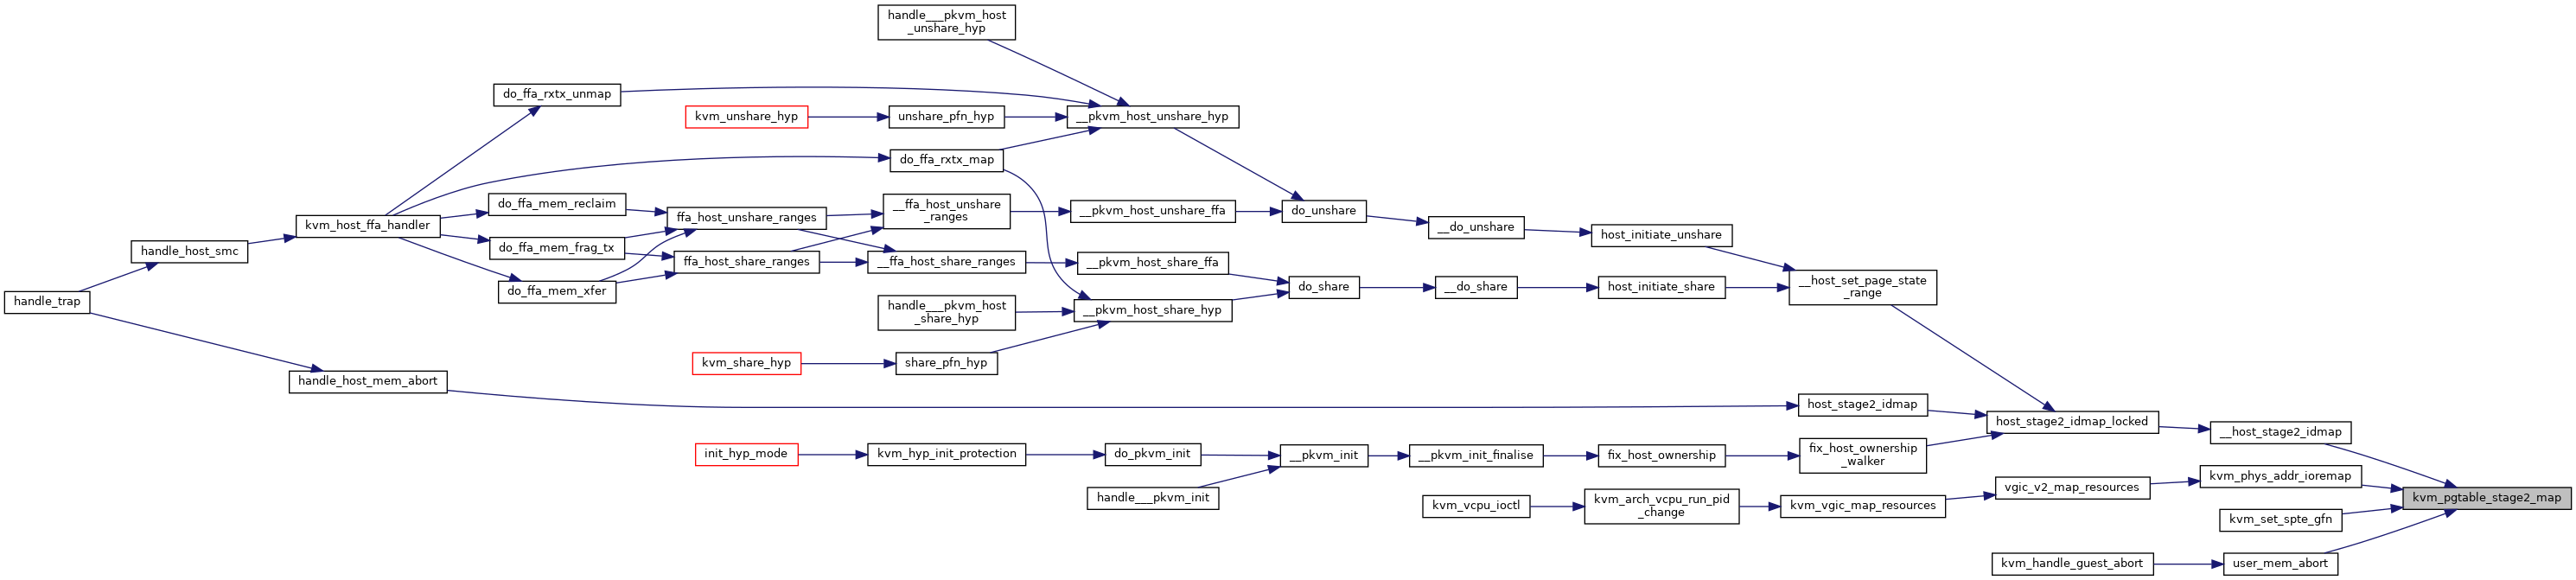 handle___pkvm_host
_unshare_hyp
do_ffa_rxtx_unmap
kvm_unshare_hyp
unshare_pfn_hyp
__pkvm_host_unshare_hyp
do_ffa_rxtx_map
do_ffa_mem_reclaim
ffa_host_unshare_ranges
__ffa_host_unshare
_ranges
__pkvm_host_unshare_ffa
do_unshare
__do_unshare
host_initiate_unshare
kvm_host_ffa_handler
handle_host_smc
do_ffa_mem_frag_tx
ffa_host_share_ranges
__ffa_host_share_ranges
__pkvm_host_share_ffa
do_ffa_mem_xfer
do_share
__do_share
host_initiate_share
__host_set_page_state
_range
handle_trap
handle___pkvm_host
_share_hyp
__pkvm_host_share_hyp
kvm_share_hyp
share_pfn_hyp
handle_host_mem_abort
host_stage2_idmap
host_stage2_idmap_locked
__host_stage2_idmap
init_hyp_mode
kvm_hyp_init_protection
do_pkvm_init
__pkvm_init
__pkvm_init_finalise
fix_host_ownership
fix_host_ownership
_walker
handle___pkvm_init
kvm_vcpu_ioctl
kvm_arch_vcpu_run_pid
_change
kvm_vgic_map_resources
vgic_v2_map_resources
kvm_phys_addr_ioremap
kvm_pgtable_stage2_map
kvm_set_spte_gfn
kvm_handle_guest_abort
user_mem_abort